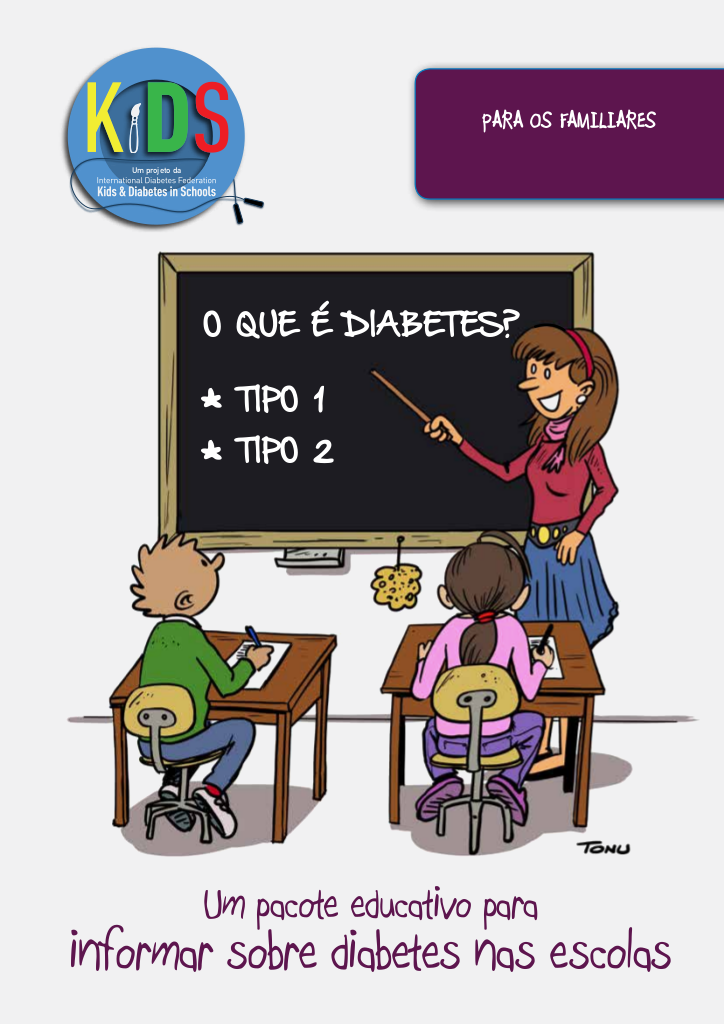 KiDS
Um projeto da
International Diabetes Federation
Kids & Diabetes in Schools
PARA OS FAMILIARES
O QUE É DIABETES?
* TIPO 1
* TIPO 2
TONU
Um pacote educativo para
informar sobre diabetes nas escolas